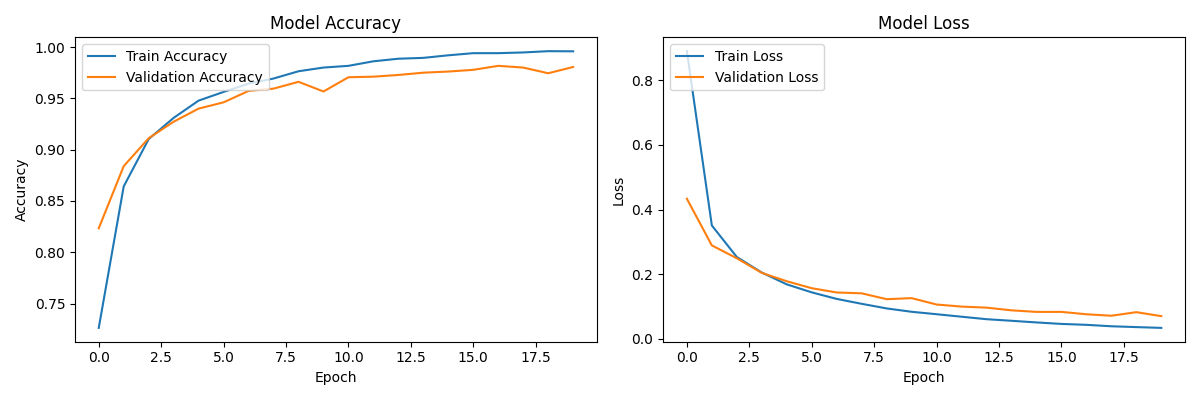 Model Accuracy
Train Accuracy
Validation Accuracy
1.00
0.95
0.90
0.85
0.80
0.75
Accuracy
0.0 2.5 5.0 7.5 10.0 12.5 15.0 17.5
Epoch
Model Loss
Train Loss
Validation Loss
0.8
0.6
0.4
0.2
0.0
Loss
0.0 2.5 5.0 7.5 10.0 12.5 15.0 17.5
Epoch